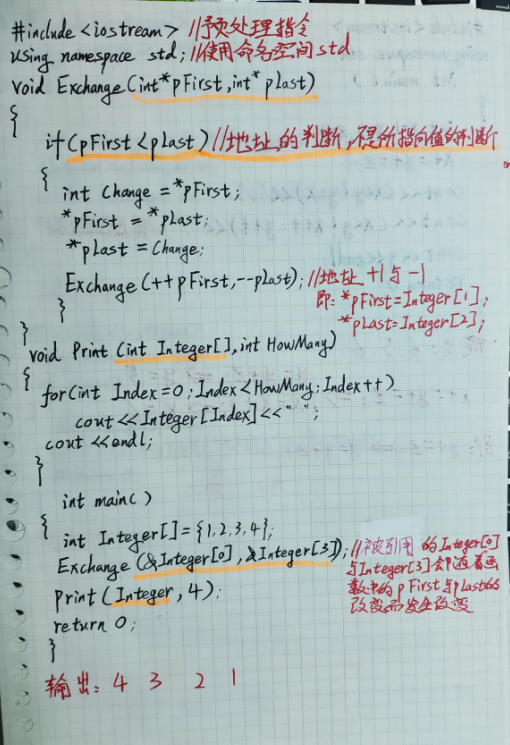 #include <iostream> //预处理指令
using namespace std; //使用命名空间 std
void Exchange(int*pFirst,int* pLast)
{
if(pFirst<pLast) //地址的判断,不是所指向值的判断
{
int Change = *pFirst;
*pFirst = *pLast;
*pLast = Change;
Exchange(++pFirst,--pLast); //地址+1与-1
即: *pFirst=Integer[1];
*pLast=Integer[2];
}
}
void Print (int Integer[],int HowMany)
{
for(int Index=0;Index<HowMany;Index++)
cout<<Integer[Index]<<" ";
cout<<endl;
}
int main()
{
int Integer[]={1,2,3,4};
Exchange (&Integer[0],&Integer[3]); //被引用的Integer[0]
与Integer[3]会随着函
数中的pFirst与pLast的
改变而发生改变
print(Integer,4);
return 0;
}
输出: 4 3 2 1